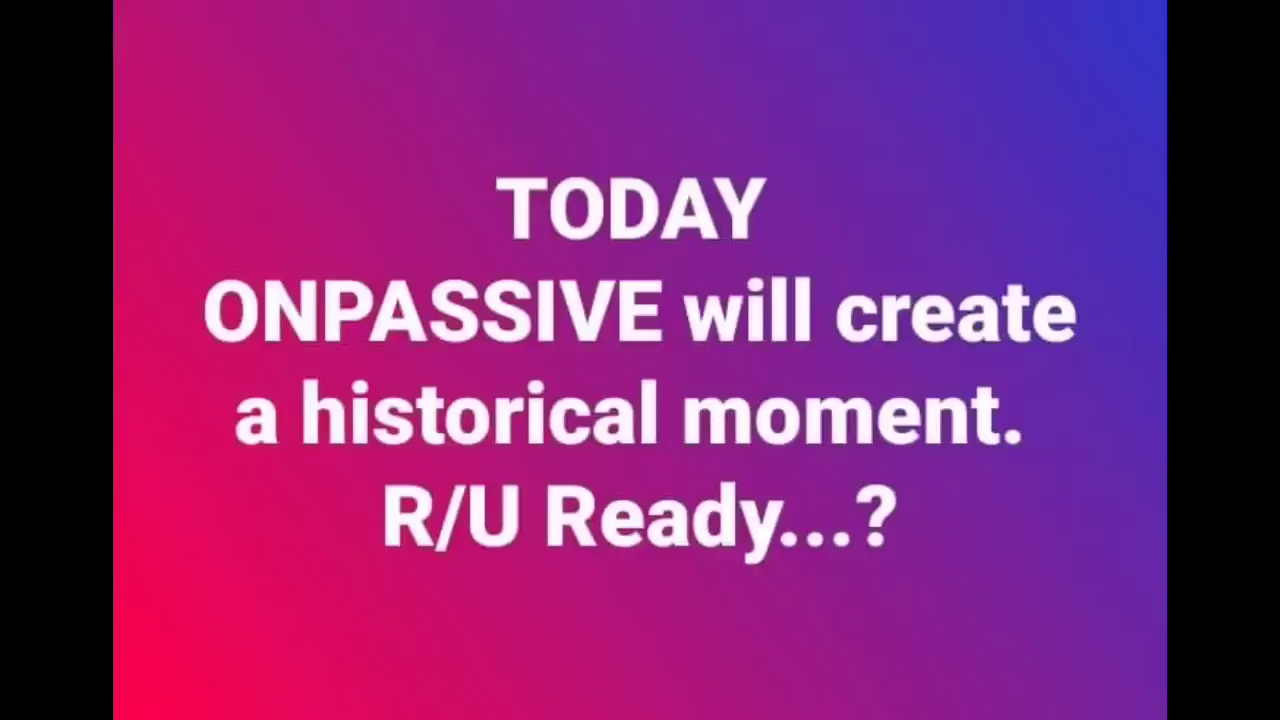 TODAY
ONPASSIVE will create
a historical moment.
R/U Ready...?